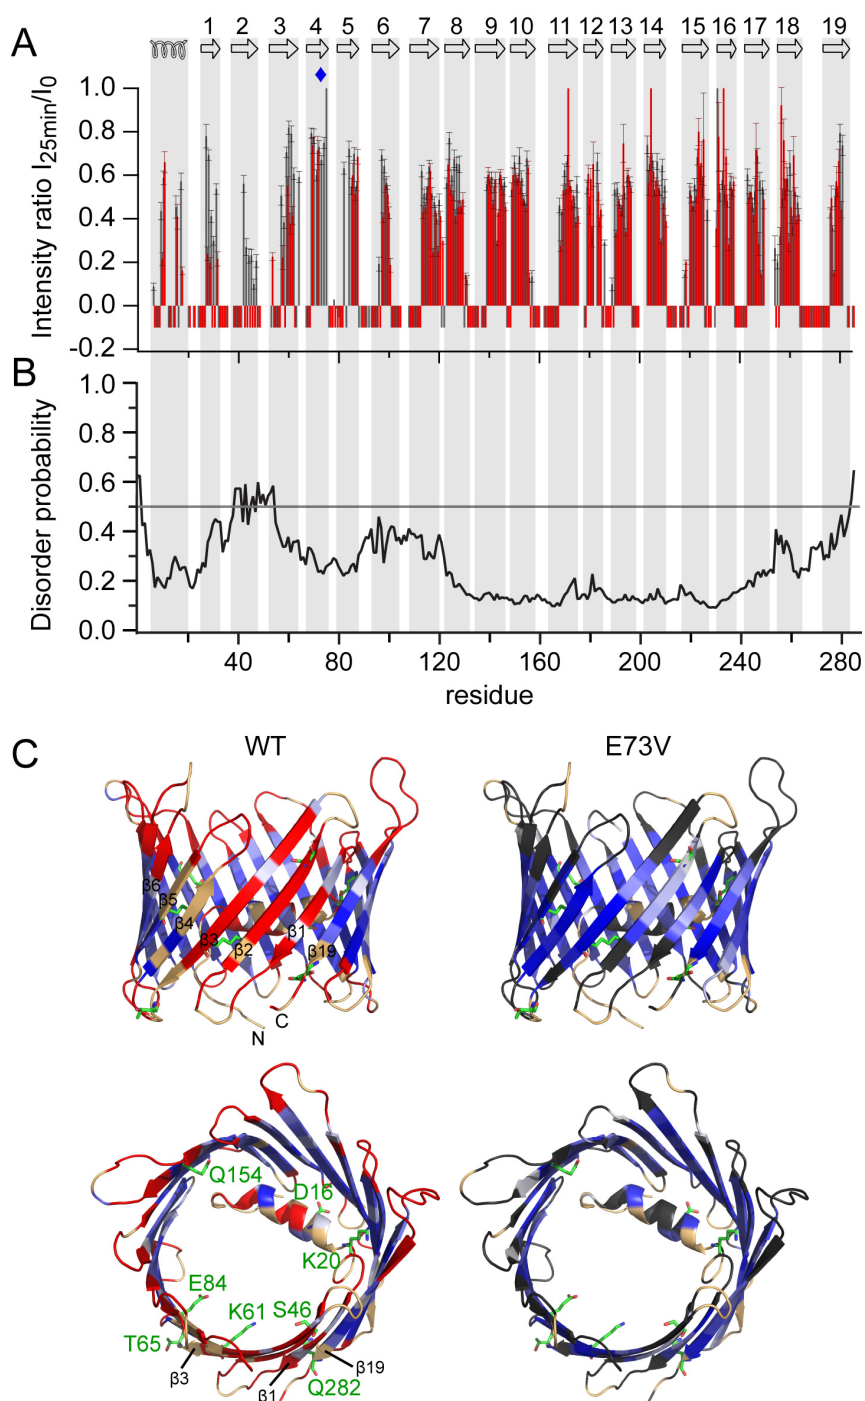 A
1 2 3 4 5 6 7 8 9 10 11 12 13 14 15 16 17 18 19
Intensity ratio I25min/I0
1.0
0.8
0.6
0.4
0.2
0.0
-0.2
B
Disorder probability
1.0
0.8
0.6
0.4
0.2
0.0
40 80 120 160 200 240 280
residue
C
WT E73V
β6
β5
β4
β3
β2
β1
β19
C
N
Q154
D16
K20
E84
K61
S46
T65
β3
β1
β19
Q282